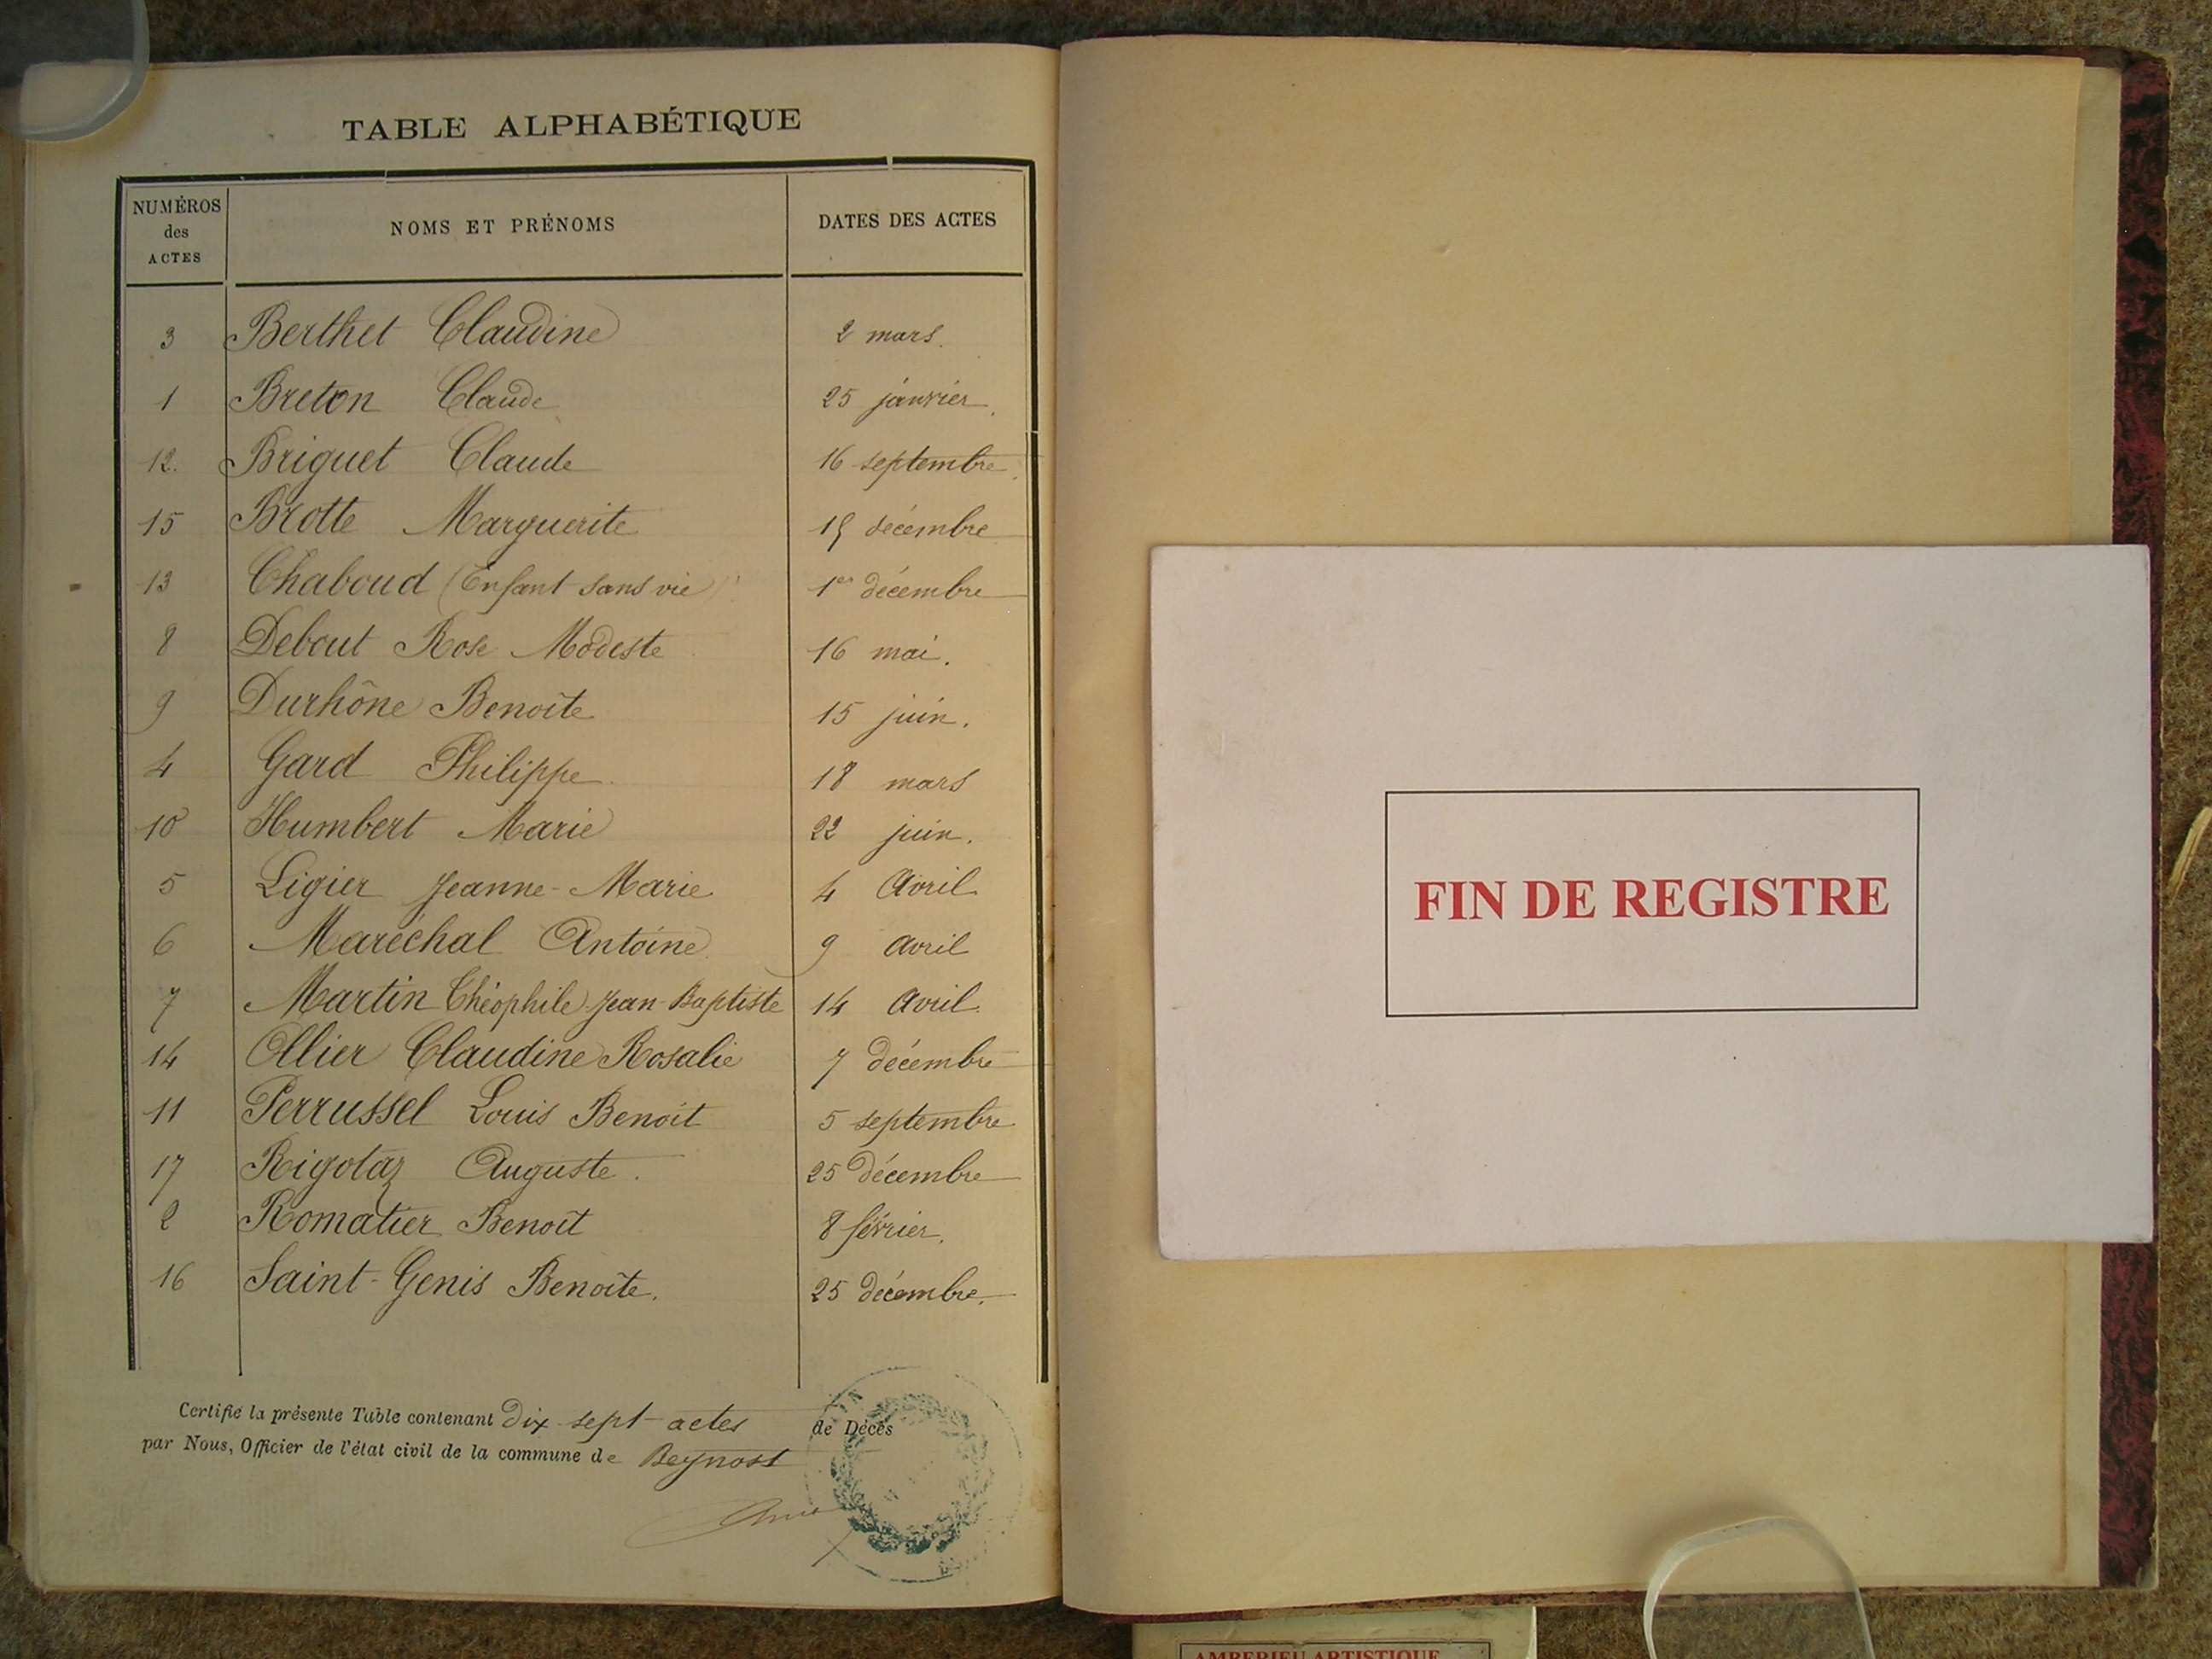 TABLE ALPHABÉTIQUE
NUMÉROS des ACTES NOMS ET PRÉNOMS DATES DES ACTES
3 Berthet Claudine 2 mars.
1 Breton Claude 25 janvier.
12. Briguet Claude 16 septembre.
15 Brotte Marguerite 15 décembre
13 Chaboud (Enfant sans vie) 1er décembre
8 Debout Rose Modeste 16 mai.
9 Durhône Benoîte 15 juin.
4 Gard Philippe 18 mars
10 Humbert Marie 22 juin.
5 Ligier Jeanne-Marie 4 Avril
6 Maréchal Antoine 9 avril
7 Martin Théophile Jean-Baptiste 14 Avril.
14 Ollier Claudine Rosalie 7 décembre
11 Perrussel Louis Benoit 5 septembre
17 Rigotaz Auguste. 25 décembre
2 Romatier Benoit 8 février.
16 Saint-Genis Benoîte. 25 décembre.
Certifié la présente Table contenant Dix-sept actes de Décès
par Nous, Officier de l'état civil de la commune de Beynost
FIN DE REGISTRE
AMBERIEU ARTISTIQUE